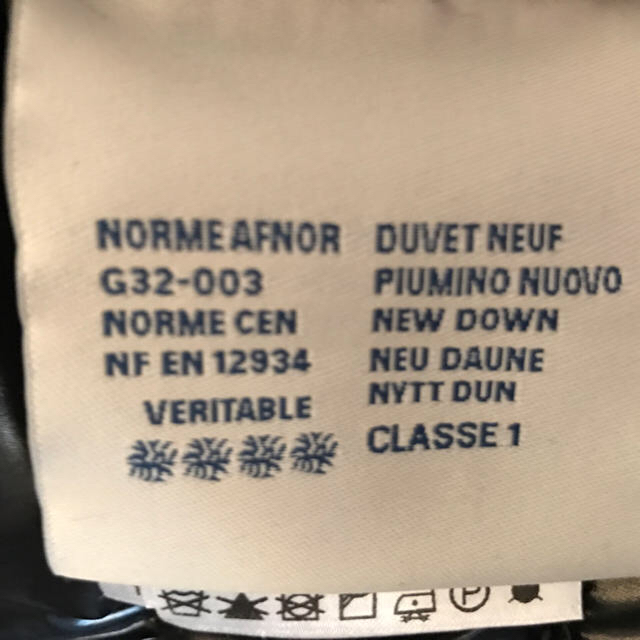 NORME AFNOR
G32-003
NORME CEN
NF EN 12934
VERITABLE
DUVET NEUF
PIUMINO NUOVO
NEW DOWN
NEU DAUNE
NYTT DUN
CLASSE 1
P